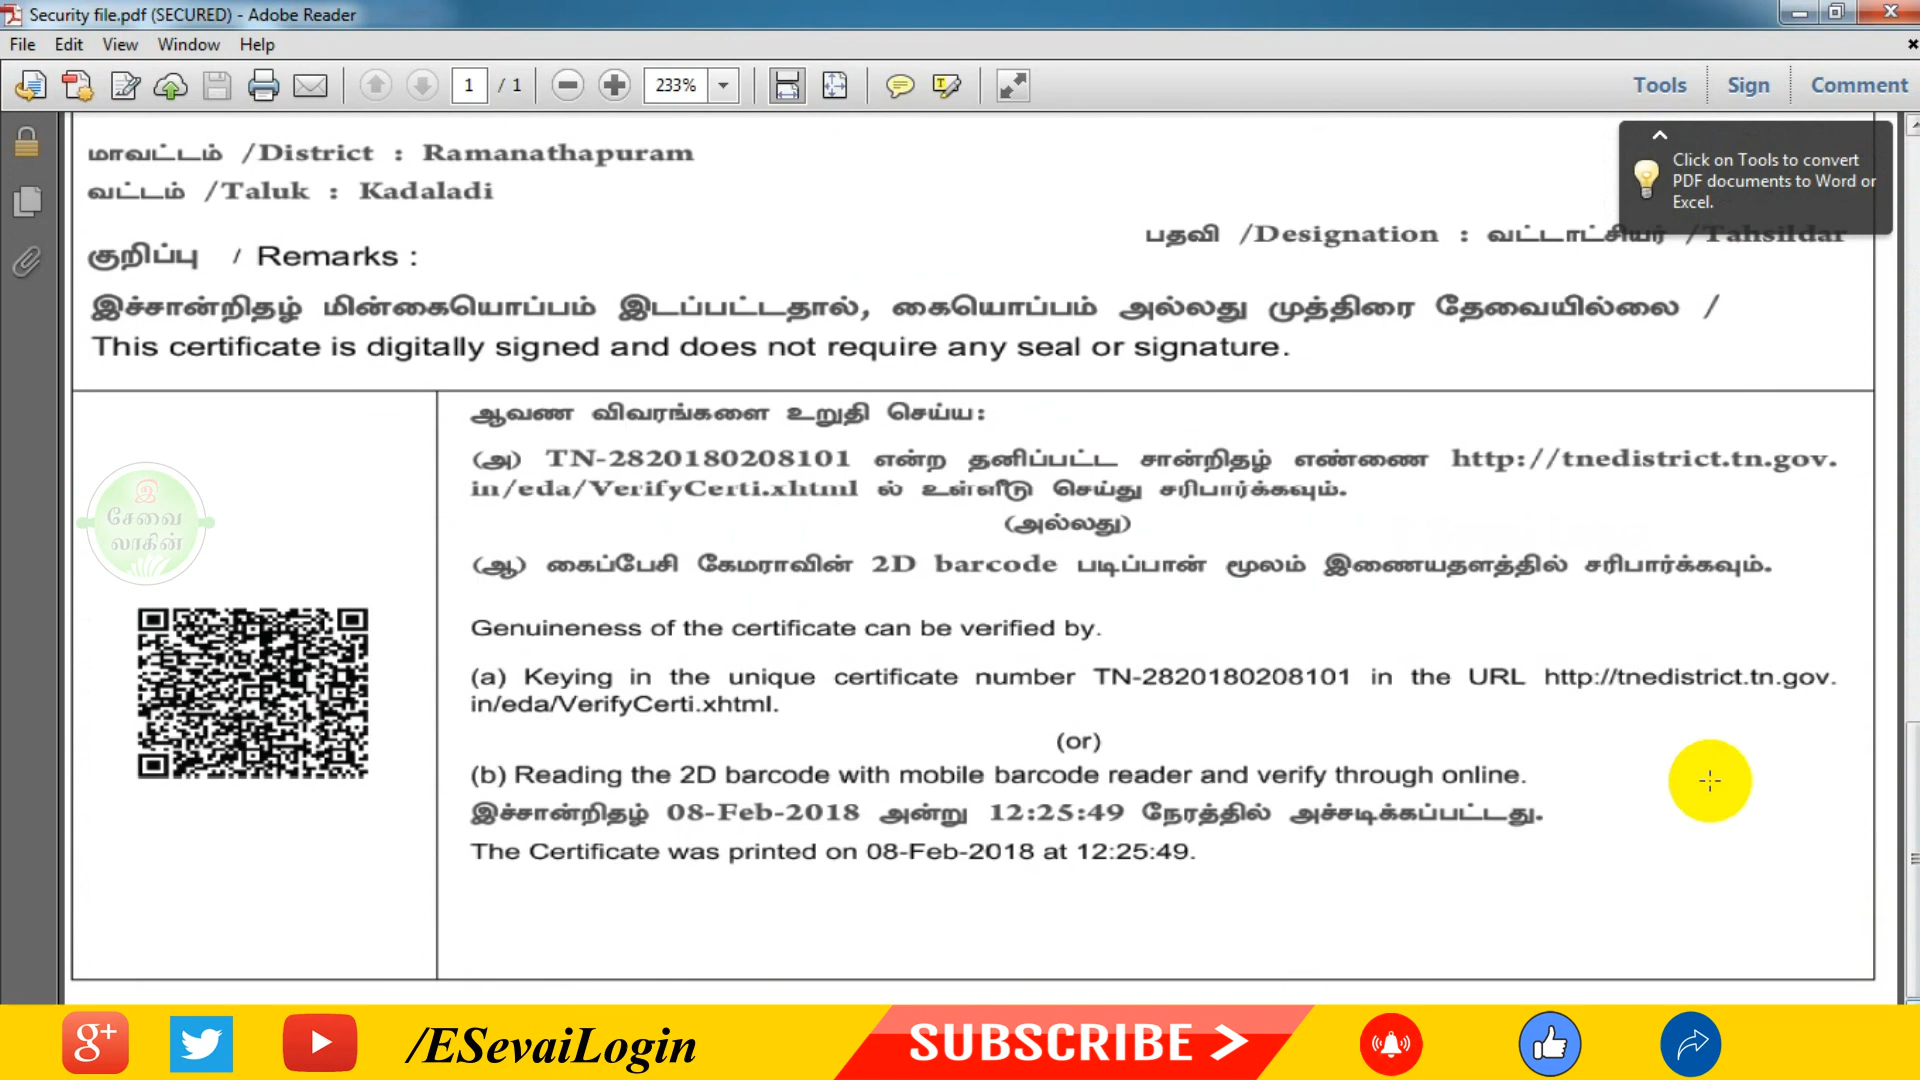 Security file.pdf (SECURED) - Adobe Reader
File Edit View Window Help
1 / 1 233% Tools Sign Comment
Click on Tools to convert
PDF documents to Word or
Excel.
மாவட்டம் /District : Ramanathapuram
வட்டம் /Taluk : Kadaladi
பதவி /Designation : வட்டாட்சியர் /Tahsildar
குறிப்பு / Remarks :
இச்சான்றிதழ் மின்கையொப்பம் இடப்பட்டதால், கையொப்பம் அல்லது முத்திரை தேவையில்லை /
This certificate is digitally signed and does not require any seal or signature.
இ
சேவை
லாகின்
ஆவண விவரங்களை உறுதி செய்ய:
(அ) TN-2820180208101 என்ற தனிப்பட்ட சான்றிதழ் எண்ணை http://tnedistrict.tn.gov.
in/eda/VerifyCerti.xhtml ல் உள்ளீடு செய்து சரிபார்க்கவும்.
(அல்லது)
(ஆ) கைப்பேசி கேமராவின் 2D barcode படிப்பான் மூலம் இணையதளத்தில் சரிபார்க்கவும்.
Genuineness of the certificate can be verified by.
(a) Keying in the unique certificate number TN-2820180208101 in the URL http://tnedistrict.tn.gov.
in/eda/VerifyCerti.xhtml.
(or)
(b) Reading the 2D barcode with mobile barcode reader and verify through online.
இச்சான்றிதழ் 08-Feb-2018 அன்று 12:25:49 நேரத்தில் அச்சடிக்கப்பட்டது.
The Certificate was printed on 08-Feb-2018 at 12:25:49.
g+ /ESevaiLogin SUBSCRIBE